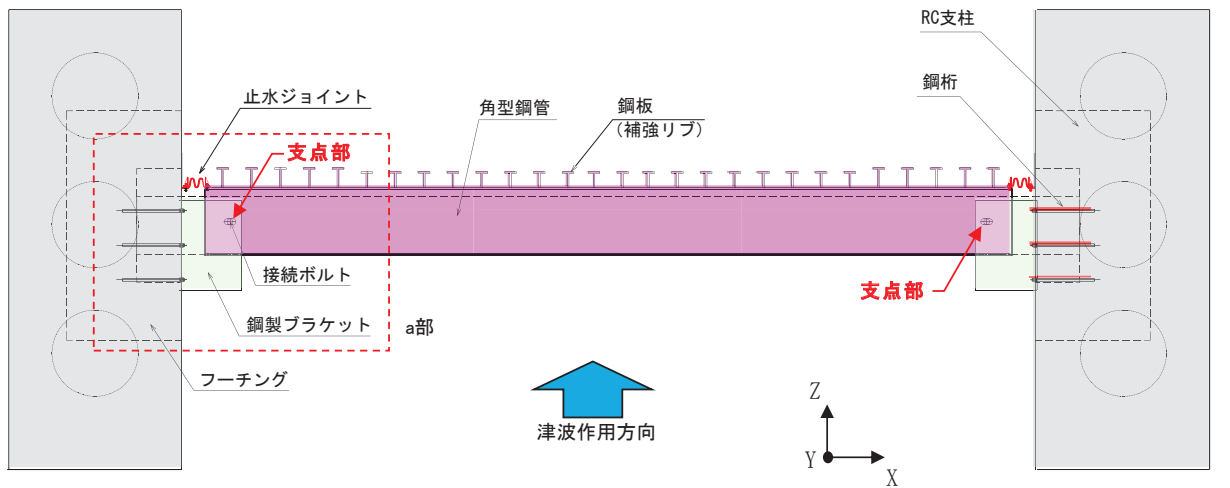 RC支柱
鋼桁
止水ジョイント
角型鋼管
鋼板
(補強リブ)
支点部
接続ボルト
支点部
鋼製ブラケット
a部
フーチング
津波作用方向
Z
Y
X